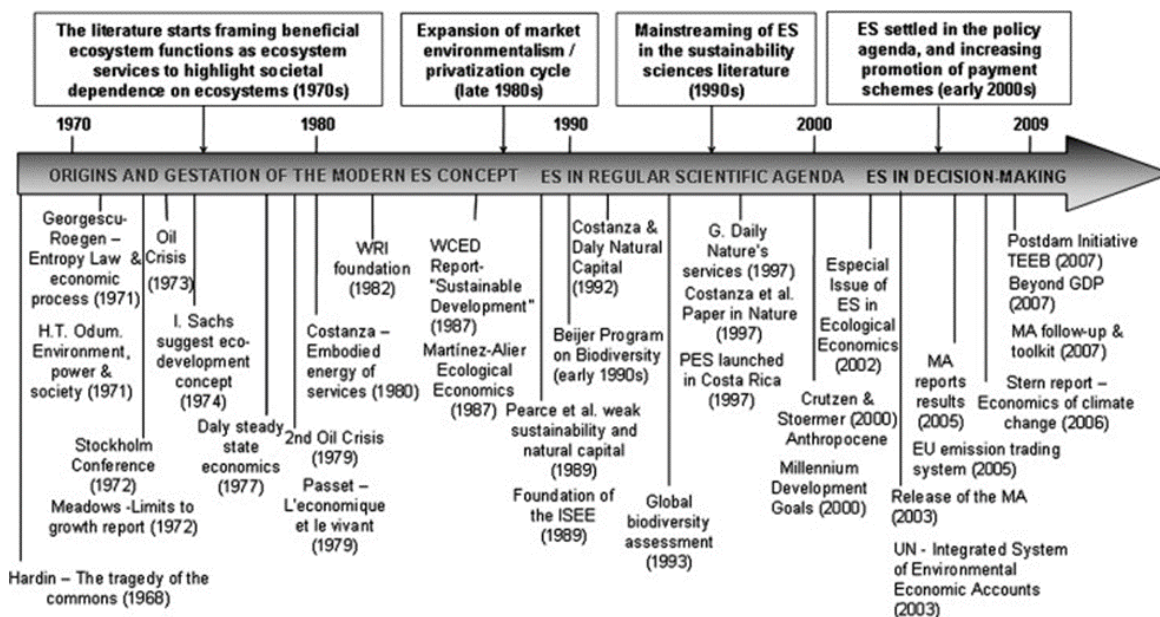 The literature starts framing beneficial
ecosystem functions as ecosystem
services to highlight societal
dependence on ecosystems (1970s)
Expansion of market
environmentalism /
privatization cycle
(late 1980s)
Mainstreaming of ES
in the sustainability
sciences literature
(1990s)
ES settled in the policy
agenda, and increasing
promotion of payment
schemes (early 2000s)
1970
1980
1990
2000
2009
ORIGINS AND GESTATION OF THE MODERN ES CONCEPT
ES IN REGULAR SCIENTIFIC AGENDA
ES IN DECISION-MAKING
Georgescu-
Roegen –
Entropy Law &
economic
process (1971)
H.T. Odum.
Environment,
power &
society (1971)
Oil
Crisis
(1973)
I. Sachs
suggest eco-
development
concept
(1974)
Stockholm
Conference
(1972)
Meadows -Limits to
growth report (1972)
Hardin – The tragedy of the
commons (1968)
Daly steady
state
economics
(1977)
2nd Oil Crisis
(1979)
Passet –
L'economique
et le vivant
(1979)
WRI
foundation
(1982)
Costanza –
Embodied
energy of
services (1980)
WCED
Report-
"Sustainable
Development"
(1987)
Martínez-Alier
Ecological
Economics
(1987)
Costanza &
Daly Natural
Capital
(1992)
Beijer Program
on Biodiversity
(early 1990s)
Pearce et al. weak
sustainability and
natural capital
(1989)
Foundation
of the ISEE
(1989)
Global
biodiversity
assessment
(1993)
G. Daily
Nature's
services (1997)
Costanza et al.
Paper in Nature
(1997)
PES launched
in Costa Rica
(1997)
Especial
Issue of
ES in
Ecological
Economics
(2002)
Crutzen &
Stoermer (2000)
Anthropocene
Millennium
Development
Goals (2000)
MA
reports
results
(2005)
EU emission trading
system (2005)
Release of the MA
(2003)
UN - Integrated System
of Environmental
Economic Accounts
(2003)
Postdam Initiative
TEEB (2007)
Beyond GDP
(2007)
MA follow-up &
toolkit (2007)
Stern report –
Economics of climate
change (2006)